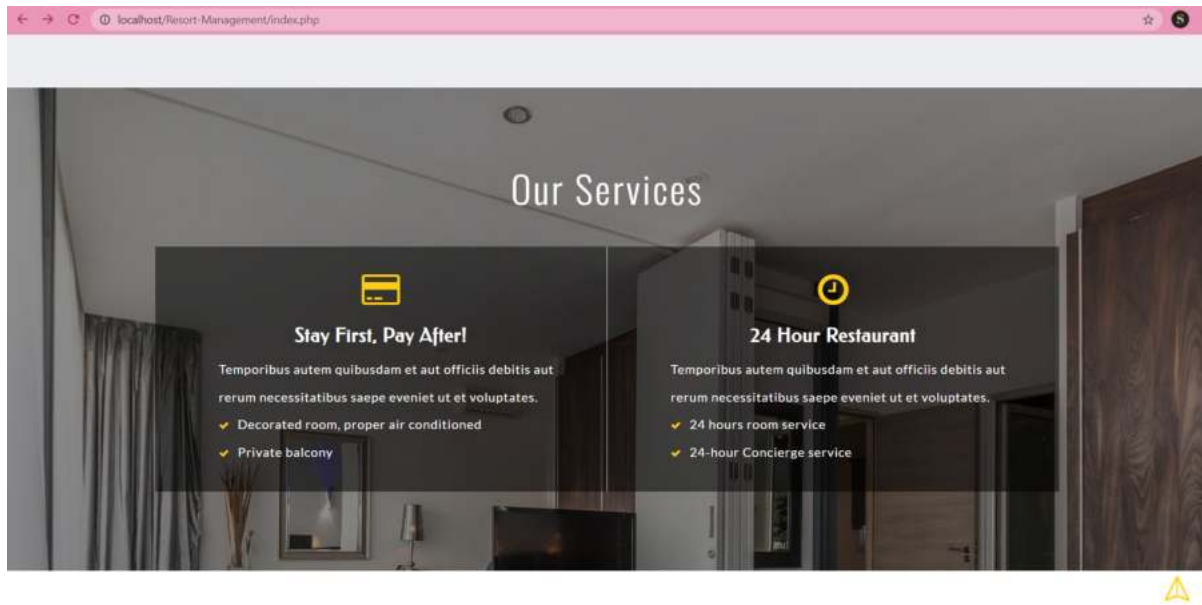 localhost/Resort-Management/index.php
S
Our Services
Stay First, Pay After!
Temporibus autem quibusdam et aut officiis debitis aut
rerum necessitatibus saepe eveniet ut et voluptates.
Decorated room, proper air conditioned
Private balcony
24 Hour Restaurant
Temporibus autem quibusdam et aut officiis debitis aut
rerum necessitatibus saepe eveniet ut et voluptates.
24 hours room service
24-hour Concierge service